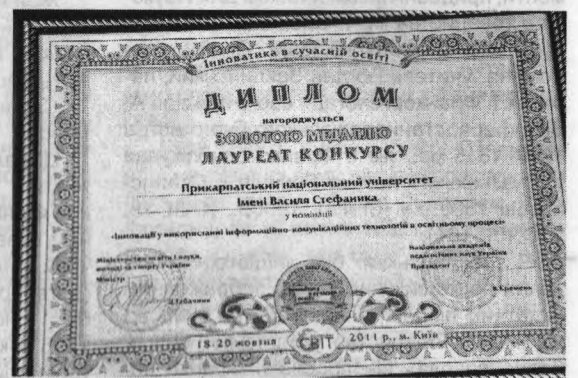 Інноватика в сучасній освіті
ДИПЛОМ
нагороджується
ЗОЛОТОЮ МЕДАЛЛЮ
ЛАУРЕАТ КОНКУРСУ
Прикарпатський національний університет
Імені Василя Стефаника
у номінації
«Інновації у використанні інформаційно-комунікаційних технологій в освітньому процесі»
Міністерство освіти і науки,
молоді та спорту України
Міністр
Д.Табачник
Національна академія
педагогічних наук України
Президент
В.Кремень
18-20 жовтня
СВІТ
2011 р., м. Київ